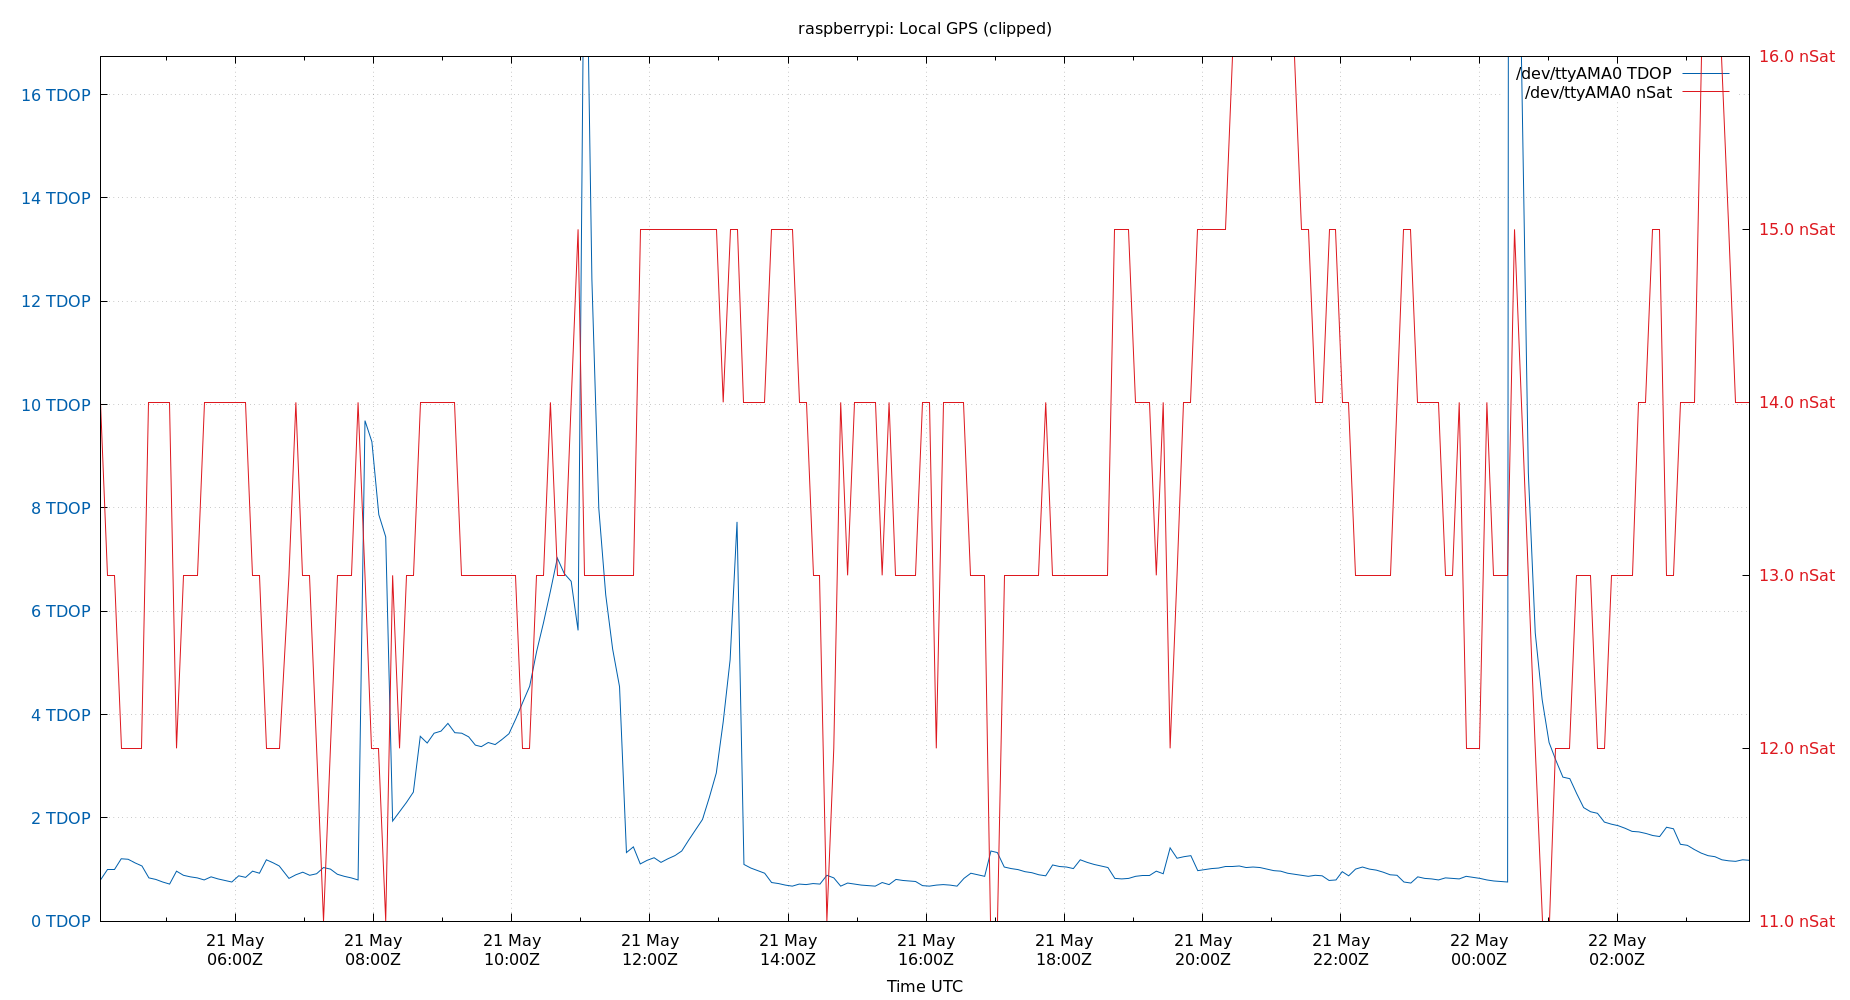 raspberrypi: Local GPS (clipped)
/dev/ttyAMA0 TDOP
/dev/ttyAMA0 nSat
16 TDOP
14 TDOP
12 TDOP
10 TDOP
8 TDOP
6 TDOP
4 TDOP
2 TDOP
0 TDOP
16.0 nSat
15.0 nSat
14.0 nSat
13.0 nSat
12.0 nSat
11.0 nSat
21 May
06:00Z
21 May
08:00Z
21 May
10:00Z
21 May
12:00Z
21 May
14:00Z
21 May
16:00Z
21 May
18:00Z
21 May
20:00Z
21 May
22:00Z
22 May
00:00Z
22 May
02:00Z
Time UTC